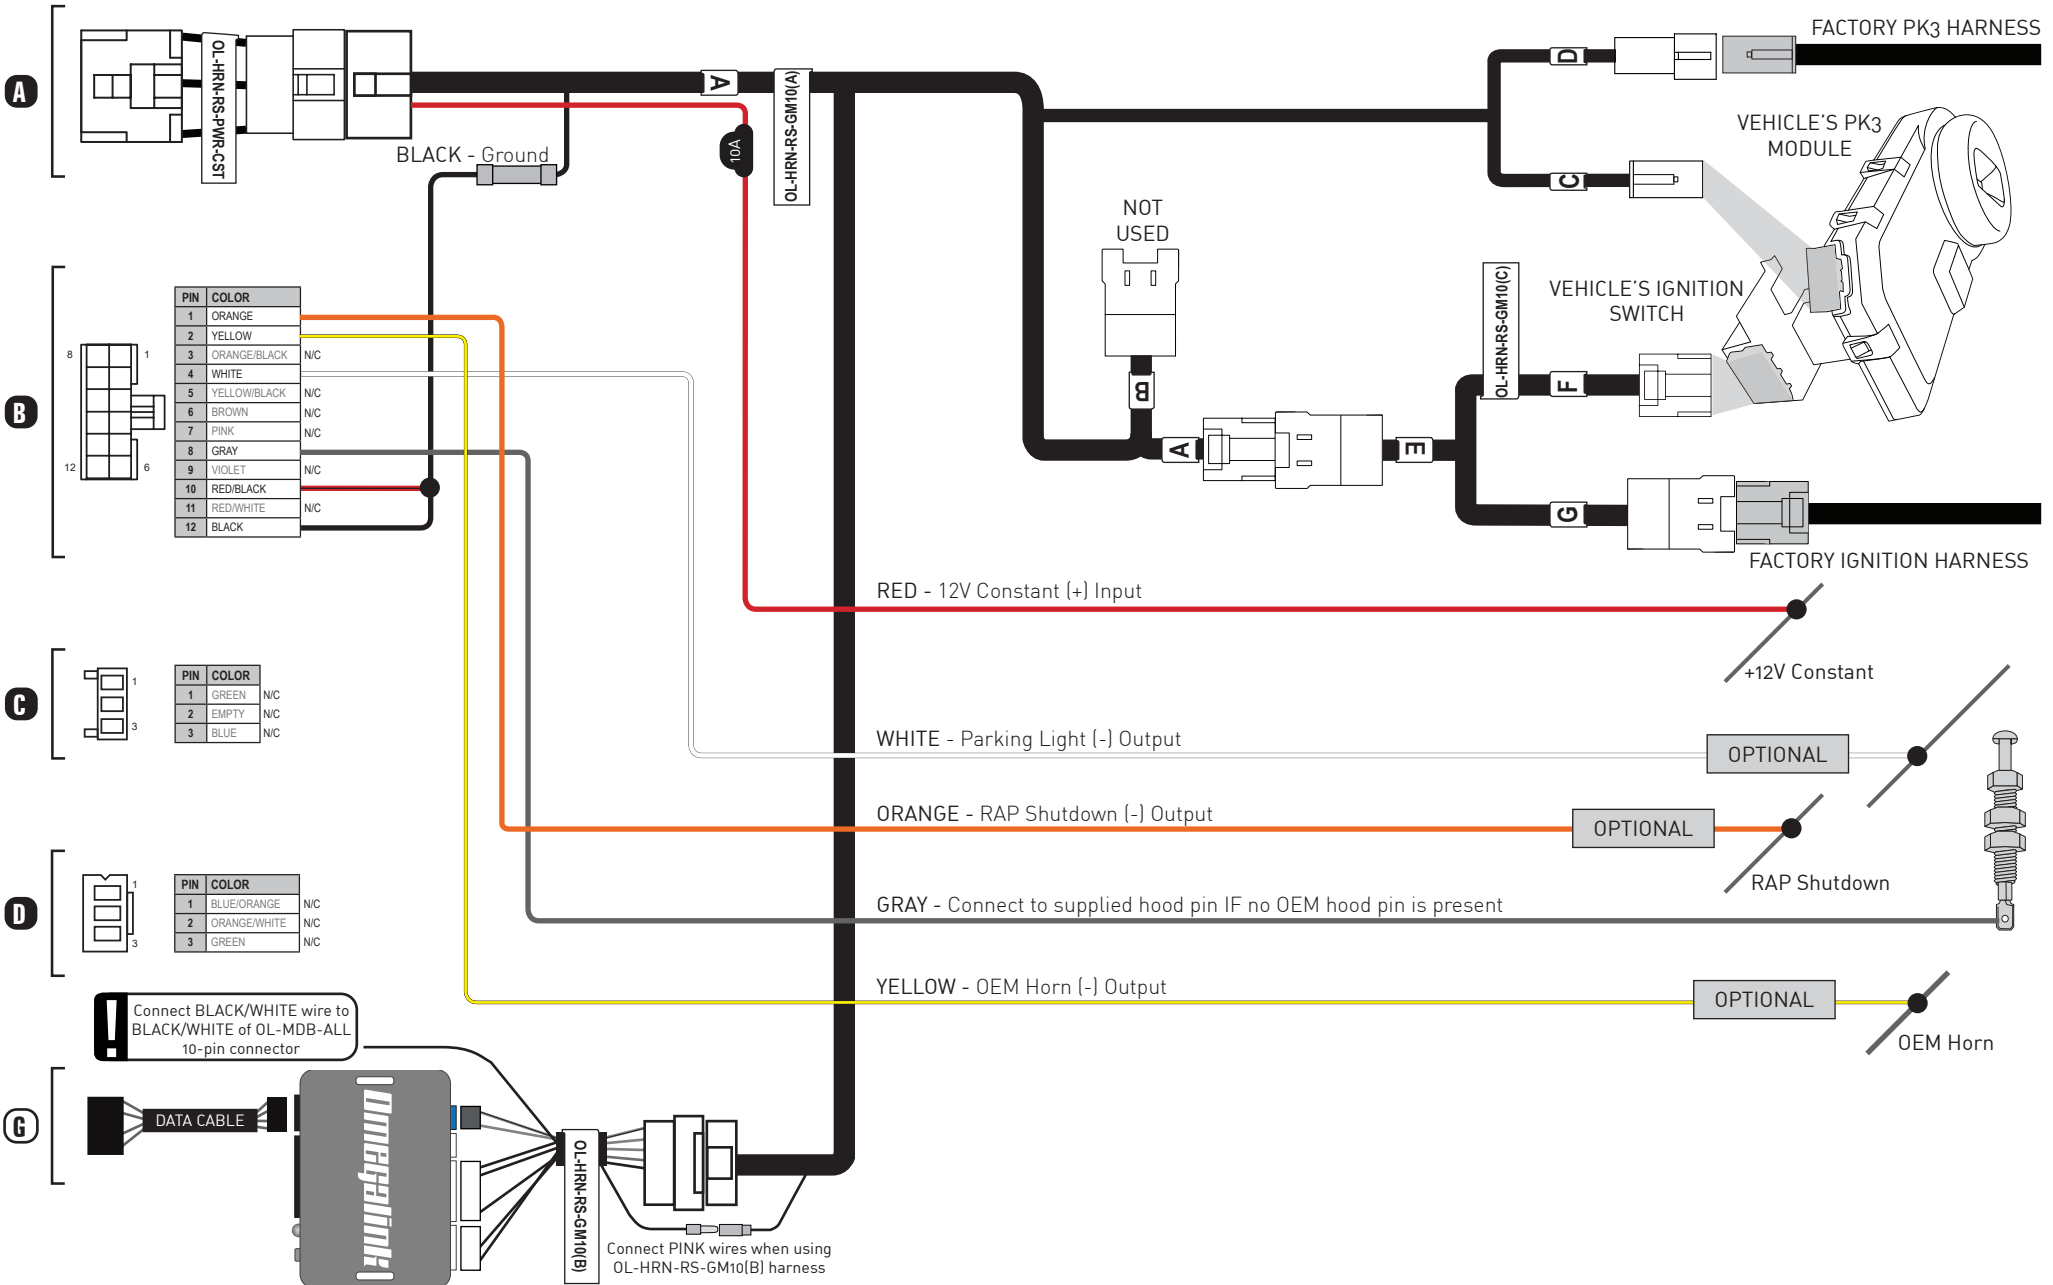 A
OL-HRN-RS-PWR-CST
BLACK - Ground
A
10A
OL-HRN-RS-GM10(A)
D
FACTORY PK3 HARNESS
C
VEHICLE'S PK3
MODULE
NOT
USED
B
A
E
OL-HRN-RS-GM10(C)
F
VEHICLE'S IGNITION
SWITCH
G
FACTORY IGNITION HARNESS
B
8 1
12 6
PIN COLOR
1 ORANGE
2 YELLOW
3 ORANGE/BLACK N/C
4 WHITE
5 YELLOW/BLACK N/C
6 BROWN N/C
7 PINK N/C
8 GRAY
9 VIOLET N/C
10 RED/BLACK
11 RED/WHITE N/C
12 BLACK
RED - 12V Constant (+) Input
+12V Constant
C
1
3
PIN COLOR
1 GREEN N/C
2 EMPTY N/C
3 BLUE N/C
WHITE - Parking Light (-) Output
OPTIONAL
ORANGE - RAP Shutdown (-) Output
OPTIONAL
RAP Shutdown
D
1
3
PIN COLOR
1 BLUE/ORANGE N/C
2 ORANGE/WHITE N/C
3 GREEN N/C
GRAY - Connect to supplied hood pin IF no OEM hood pin is present
YELLOW - OEM Horn (-) Output
OPTIONAL
OEM Horn
!
Connect BLACK/WHITE wire to
BLACK/WHITE of OL-MDB-ALL
10-pin connector
G
DATA CABLE
omegalink
OL-HRN-RS-GM10(B)
Connect PINK wires when using
OL-HRN-RS-GM10(B) harness